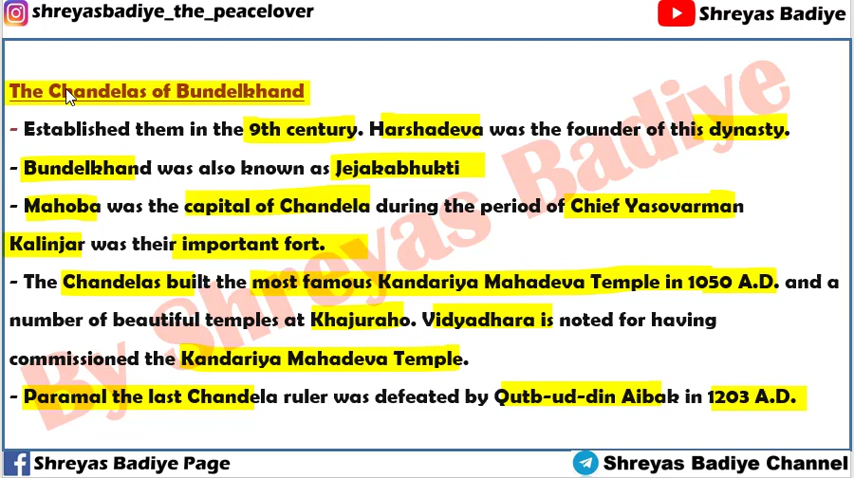 shreyasbadiye_the_peacelover
Shreyas Badiye
The Chandelas of Bundelkhand
- Established them in the 9th century. Harshadeva was the founder of this dynasty.
- Bundelkhand was also known as Jejakabhukti
- Mahoba was the capital of Chandela during the period of Chief Yasovarman
Kalinjar was their important fort.
- The Chandelas built the most famous Kandariya Mahadeva Temple in 1050 A.D. and a
number of beautiful temples at Khajuraho. Vidyadhara is noted for having
commissioned the Kandariya Mahadeva Temple.
- Paramal the last Chandela ruler was defeated by Qutb-ud-din Aibak in 1203 A.D.
By Shreyas Badiye
Shreyas Badiye Page
Shreyas Badiye Channel